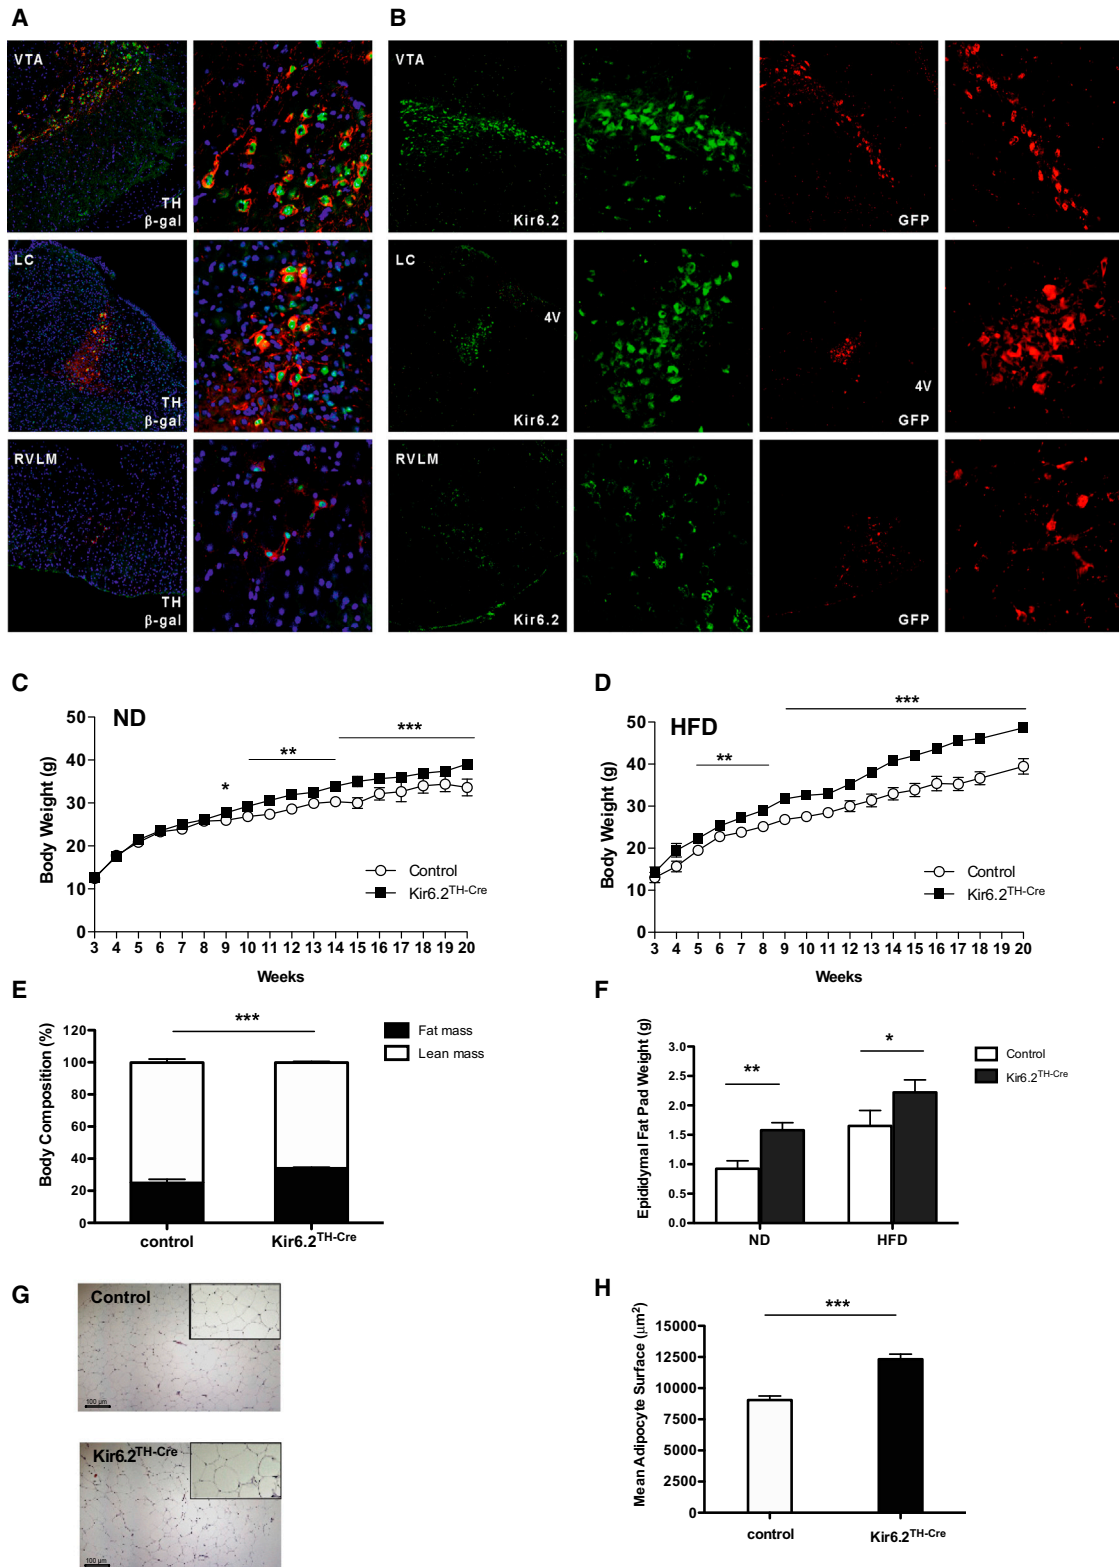 A
B
VTA
TH
β-gal
VTA
Kir6.2
GFP
LC
TH
β-gal
LC
4V
Kir6.2
4V
GFP
RVLM
TH
β-gal
RVLM
Kir6.2
GFP
C
ND
Body Weight (g)
50
40
30
20
10
0
*
**
***
Control
Kir6.2TH-Cre
3 4 5 6 7 8 9 10 11 12 13 14 15 16 17 18 19 20
Weeks
D
HFD
Body Weight (g)
50
40
30
20
10
0
**
***
Control
Kir6.2TH-Cre
3 4 5 6 7 8 9 10 11 12 13 14 15 16 17 18 19 20
Weeks
E
Body Composition (%)
120
100
80
60
40
20
0
***
Fat mass
Lean mass
control Kir6.2TH-Cre
F
Epididymal Fat Pad Weight (g)
3.0
2.5
2.0
1.5
1.0
0.5
0.0
**
*
Control
Kir6.2TH-Cre
ND HFD
G
Control
100 µm
Kir6.2TH-Cre
100 µm
H
Mean Adipocyte Surface (µm²)
15000
12500
10000
7500
5000
2500
0
***
control Kir6.2TH-Cre